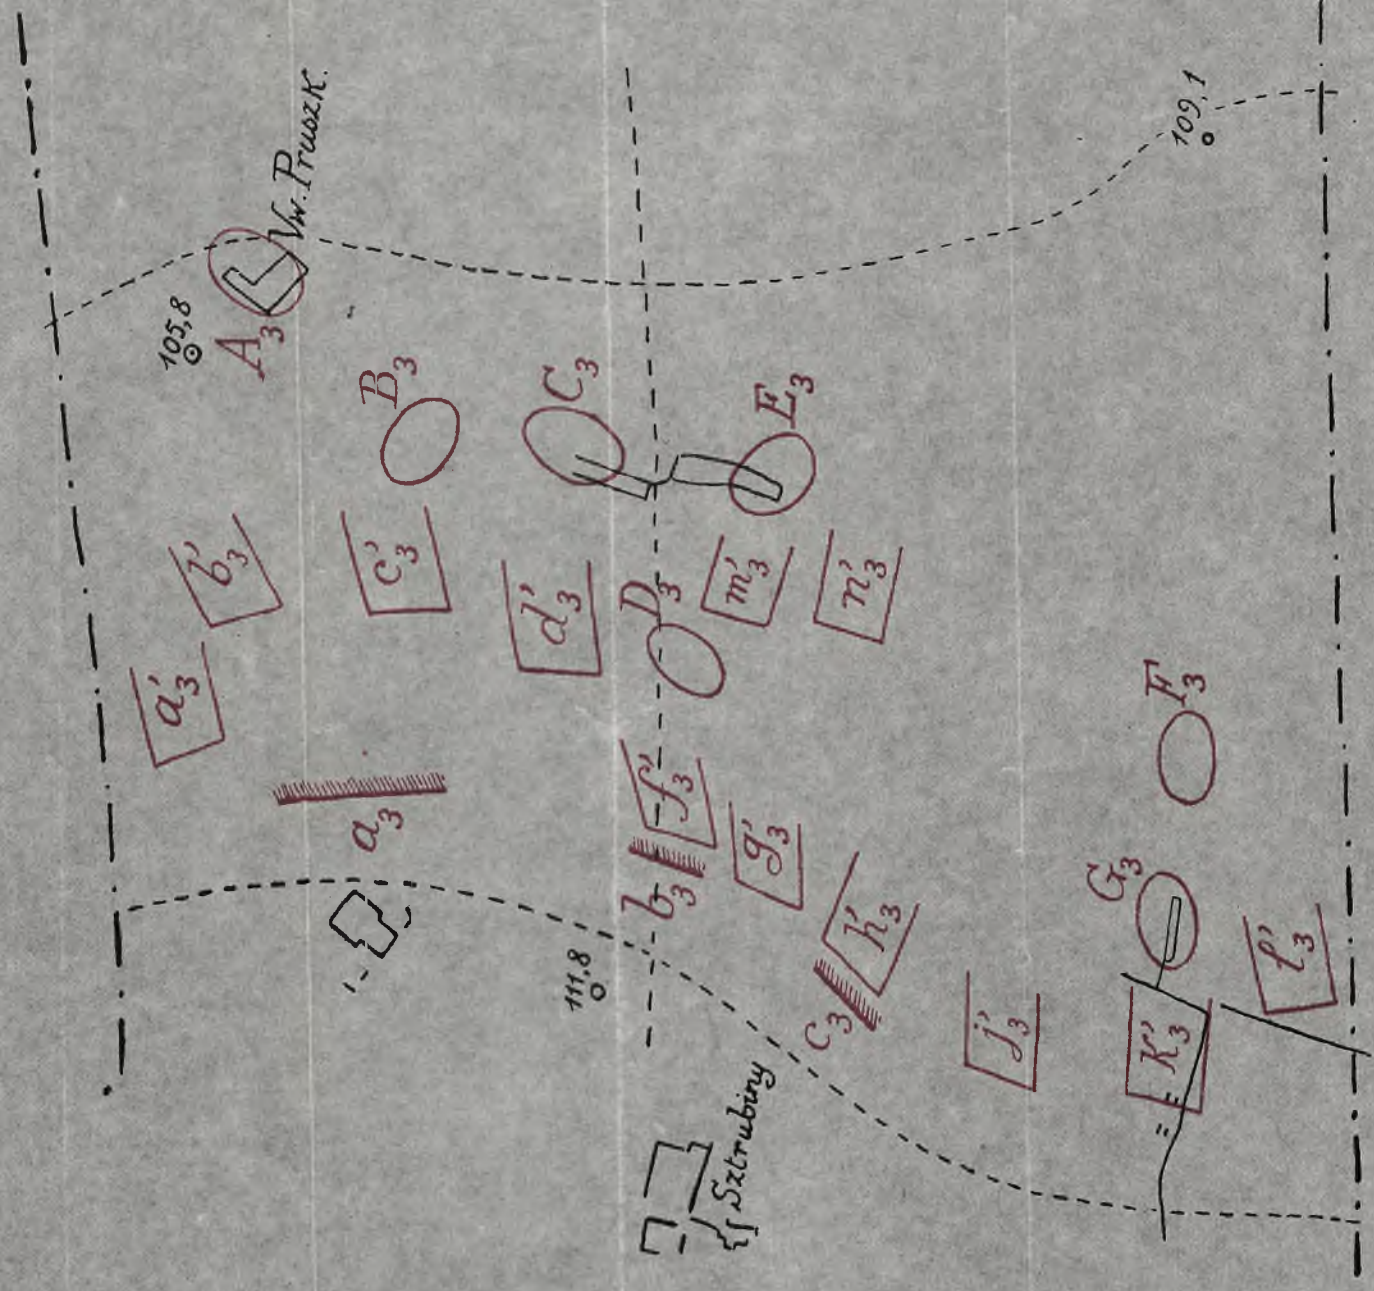 109,1
Vw. Pruszk.
105,8
A₃
B₃
C₃
E₃
b'₃
c'₃
d'₃
D₃
m'₃
n'₃
a'₃
F₃
a₃
f'₃
g'₃
b₃
h'₃
G₃
l'₃
111,8
c₃
j'₃
K'₃
Sztrubiny